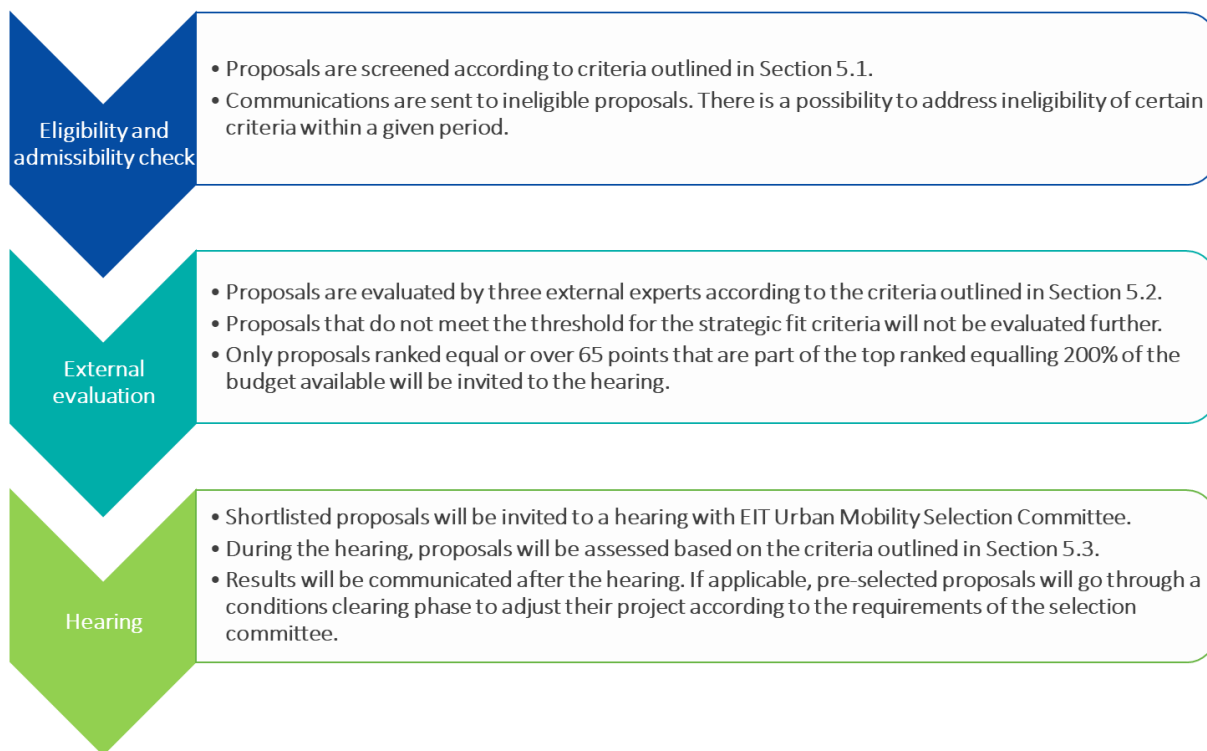 Eligibility and
admissibility check
• Proposals are screened according to criteria outlined in Section 5.1.
• Communications are sent to ineligible proposals. There is a possibility to address ineligibility of certain
criteria within a given period.
External
evaluation
• Proposals are evaluated by three external experts according to the criteria outlined in Section 5.2.
• Proposals that do not meet the threshold for the strategic fit criteria will not be evaluated further.
• Only proposals ranked equal or over 65 points that are part of the top ranked equalling 200% of the
budget available will be invited to the hearing.
Hearing
• Shortlisted proposals will be invited to a hearing with EIT Urban Mobility Selection Committee.
• During the hearing, proposals will be assessed based on the criteria outlined in Section 5.3.
• Results will be communicated after the hearing. If applicable, pre-selected proposals will go through a
conditions clearing phase to adjust their project according to the requirements of the selection
committee.